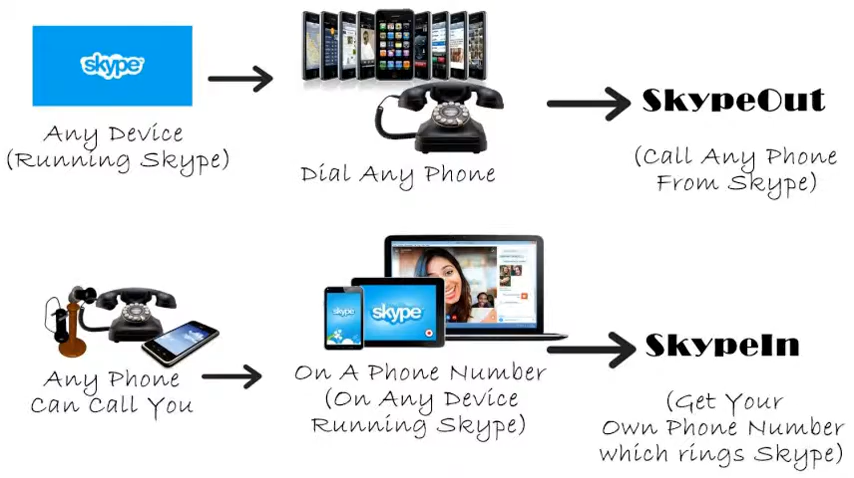 skype
Any Device
(Running Skype)
Dial Any Phone
SkypeOut
(Call Any Phone
From Skype)
Any Phone
Can Call You
skype
skype
On A Phone Number
(On Any Device
Running Skype)
SkypeIn
(Get Your
Own Phone Number
which rings Skype)